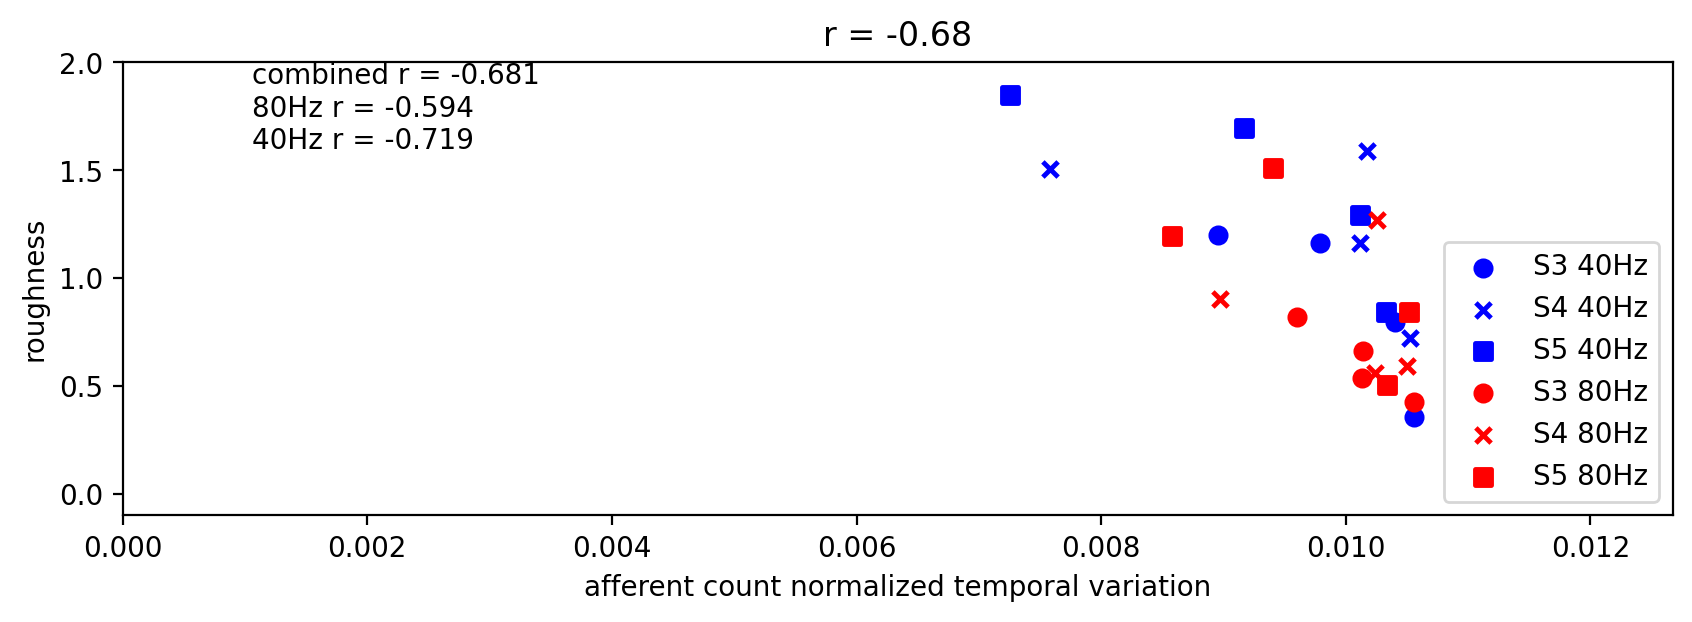 r = -0.68
combined r = -0.681
80Hz r = -0.594
40Hz r = -0.719
2.0
1.5
1.0
0.5
0.0
roughness
S3 40Hz
S4 40Hz
S5 40Hz
S3 80Hz
S4 80Hz
S5 80Hz
0.000 0.002 0.004 0.006 0.008 0.010 0.012
afferent count normalized temporal variation